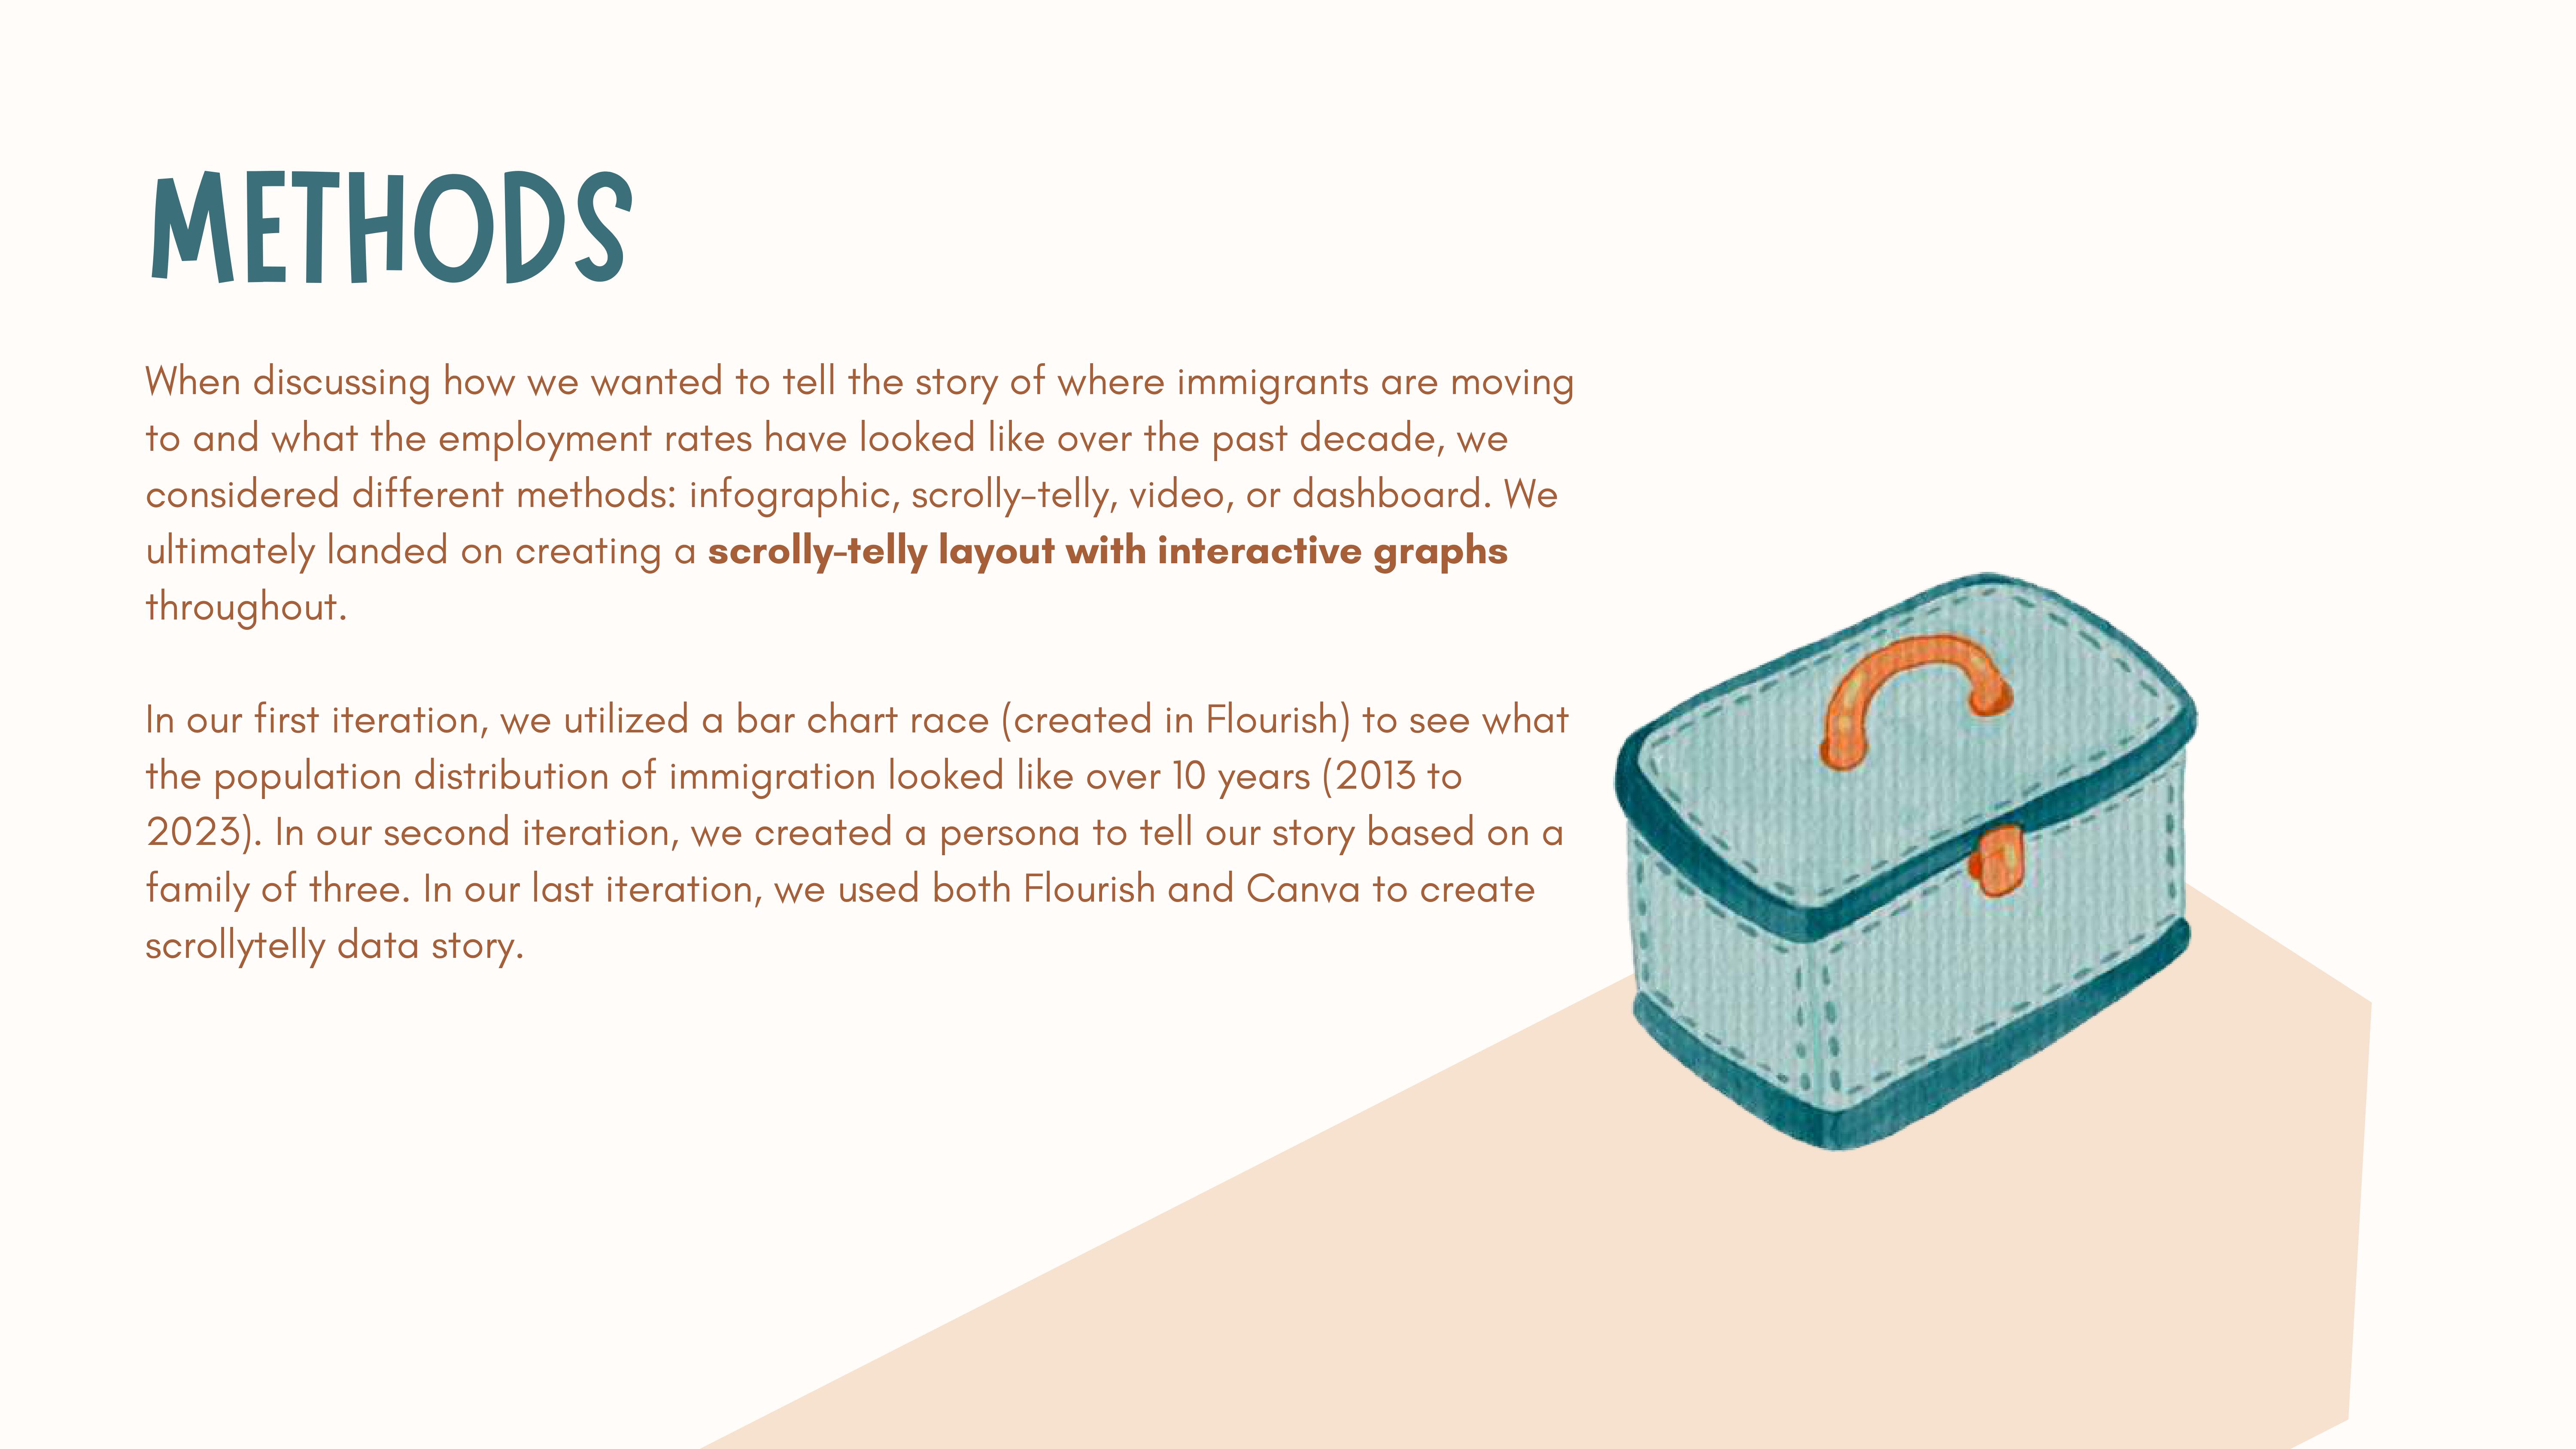 METHODS
When discussing how we wanted to tell the story of where immigrants are moving
to and what the employment rates have looked like over the past decade, we
considered different methods: infographic, scrolly-telly, video, or dashboard. We
ultimately landed on creating a scrolly-telly layout with interactive graphs
throughout.
In our first iteration, we utilized a bar chart race (created in Flourish) to see what
the population distribution of immigration looked like over 10 years (2013 to
2023). In our second iteration, we created a persona to tell our story based on a
family of three. In our last iteration, we used both Flourish and Canva to create
scrollytelly data story.